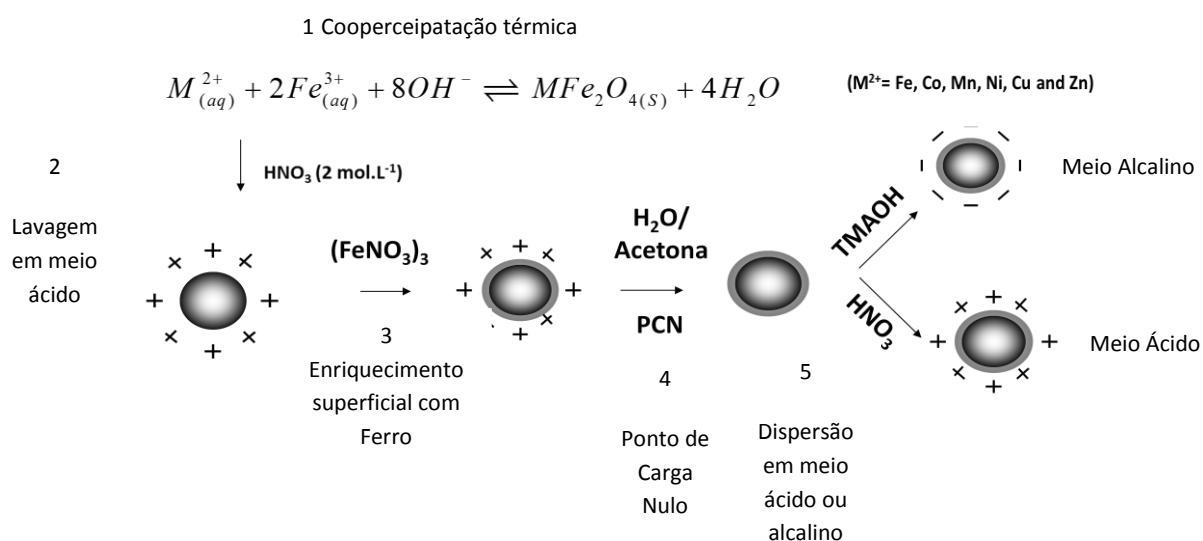 1 Cooperceipatação térmica
M²⁺(aq) + 2Fe³⁺(aq) + 8OH⁻ ⇌ MFe₂O₄(S) + 4H₂O
(M²⁺= Fe, Co, Mn, Ni, Cu and Zn)
2
HNO₃ (2 mol.L⁻¹)
Lavagem
em meio
ácido
(FeNO₃)₃
3
Enriquecimento
superficial com
Ferro
H₂O/
Acetona
PCN
4
Ponto de
Carga
Nulo
5
Dispersão
em meio
ácido ou
alcalino
TMAOH
HNO₃
Meio Alcalino
Meio Ácido